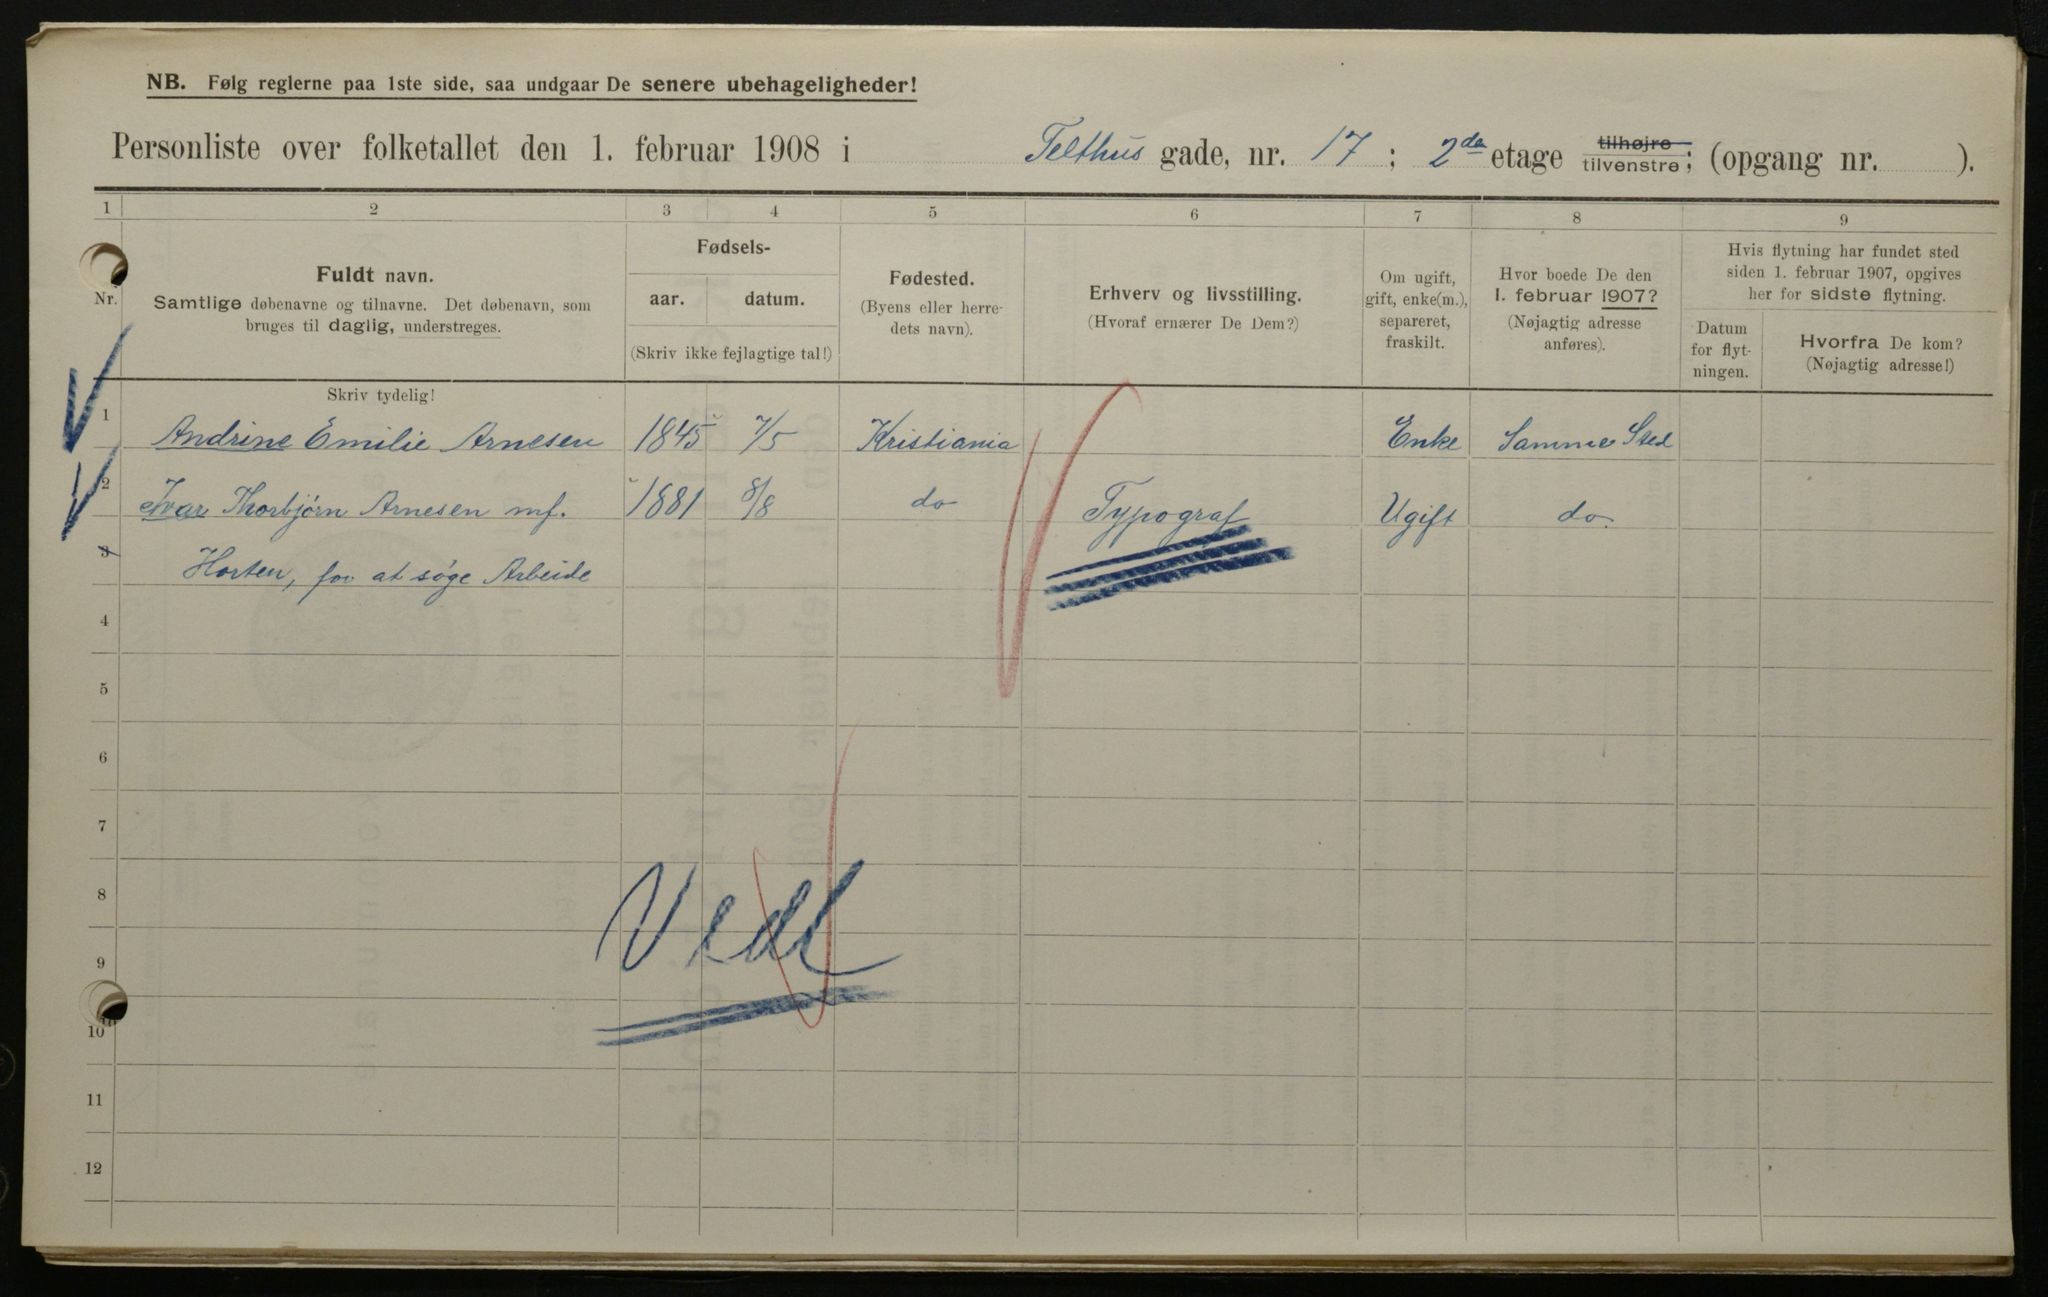 NB. Følg reglerne paa 1ste side, saa undgaar De senere ubehageligheder!
Personliste over folketallet den 1. februar 1908 i Telthus gade, nr. 17; 2de etage tilhøjre tilvenstre; (opgang nr. ).
1 2 3 4 5 6 7 8 9
Nr.
Fuldt navn.
Samtlige døbenavne og tilnavne. Det døbenavn, som
bruges til daglig, understreges.
Fødsels-
aar. datum.
(Skriv ikke fejlagtige tal!)
Fødested.
(Byens eller herre-
dets navn).
Erhverv og livsstilling.
(Hvoraf ernærer De Dem?)
Om ugift,
gift, enke(m.),
separeret,
fraskilt.
Hvor boede De den
1. februar 1907?
(Nøjagtig adresse
anføres).
Hvis flytning har fundet sted
siden 1. februar 1907, opgives
her for sidste flytning.
Datum
for flyt-
ningen.
Hvorfra De kom?
(Nøjagtig adresse!)
Skriv tydelig!
1 Andrine Emilie Arnesen 1845 7/5 Kristiania Enke Samme Sted
2 Ivar Thorbjørn Arnesen mf. 1881 8/8 do Typograf Ugift do.
3 Horten, for at søge Arbeide
4
5
6
7
8
9
10
11
12